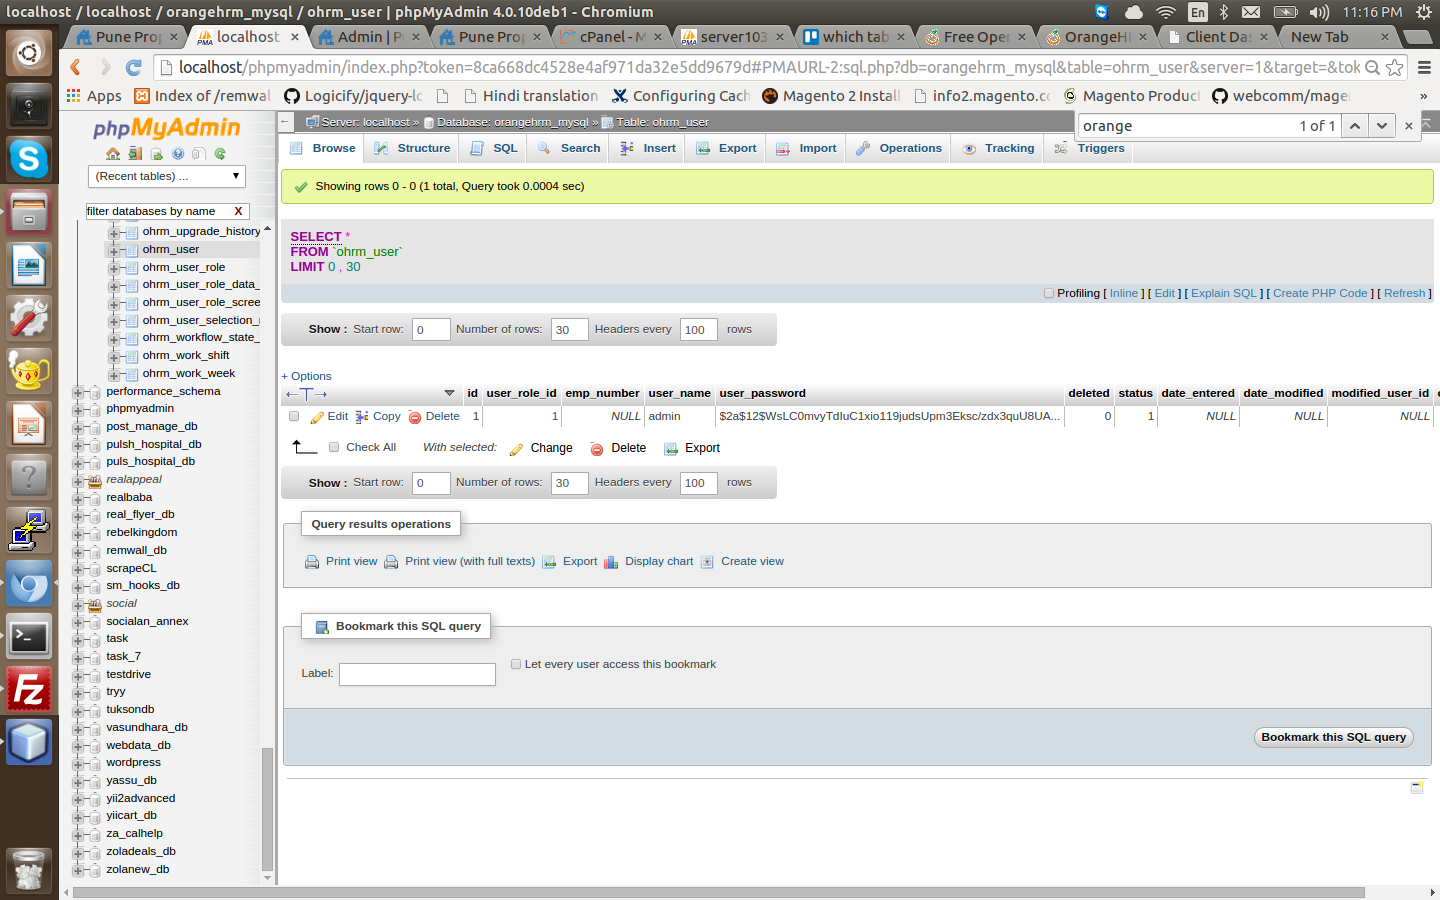 localhost / localhost / orangehrm_mysql / ohrm_user | phpMyAdmin 4.0.10deb1 - Chromium
En
11:16 PM
Pune Prop
localhost
Admin | P
Pune Prop
cPanel - M
server103
which tab
Free Oper
OrangeH
Client Das
New Tab
localhost/phpmyadmin/index.php?token=8ca668dc4528e4af971da32e5dd9679d#PMAURL-2:sql.php?db=orangehrm_mysql&table=ohrm_user&server=1&target=&tok
Apps
Index of /remwal
Logicify/jquery-lo
Hindi translation
Configuring Cach
Magento 2 Install
info2.magento.co
Magento Product
webcomm/mage
»
phpMyAdmin
(Recent tables) ...
filter databases by name X
ohrm_upgrade_history
ohrm_user
ohrm_user_role
ohrm_user_role_data_
ohrm_user_role_scree
ohrm_user_selection_
ohrm_workflow_state_
ohrm_work_shift
ohrm_work_week
performance_schema
phpmyadmin
post_manage_db
pulsh_hospital_db
puls_hospital_db
realappeal
realbaba
real_flyer_db
rebelkingdom
remwall_db
scrapeCL
sm_hooks_db
social
socialan_annex
task
task_7
testdrive
tryy
tuksondb
vasundhara_db
webdata_db
wordpress
yassu_db
yii2advanced
yiicart_db
za_calhelp
zoladeals_db
zolanew_db
Server: localhost » Database: orangehrm_mysql » Table: ohrm_user
orange 1 of 1
Browse Structure SQL Search Insert Export Import Operations Tracking Triggers
Showing rows 0 - 0 (1 total, Query took 0.0004 sec)
SELECT *
FROM `ohrm_user`
LIMIT 0 , 30
Profiling [ Inline ] [ Edit ] [ Explain SQL ] [ Create PHP Code ] [ Refresh ]
Show : Start row: 0 Number of rows: 30 Headers every 100 rows
+ Options
id user_role_id emp_number user_name user_password deleted status date_entered date_modified modified_user_id
Edit Copy Delete 1 1 NULL admin $2a$12$WsLC0mvyTdIuC1xio119judsUpm3Eksc/zdx3quU8UA... 0 1 NULL NULL NULL
Check All With selected: Change Delete Export
Show : Start row: 0 Number of rows: 30 Headers every 100 rows
Query results operations
Print view Print view (with full texts) Export Display chart Create view
Bookmark this SQL query
Label: Let every user access this bookmark
Bookmark this SQL query